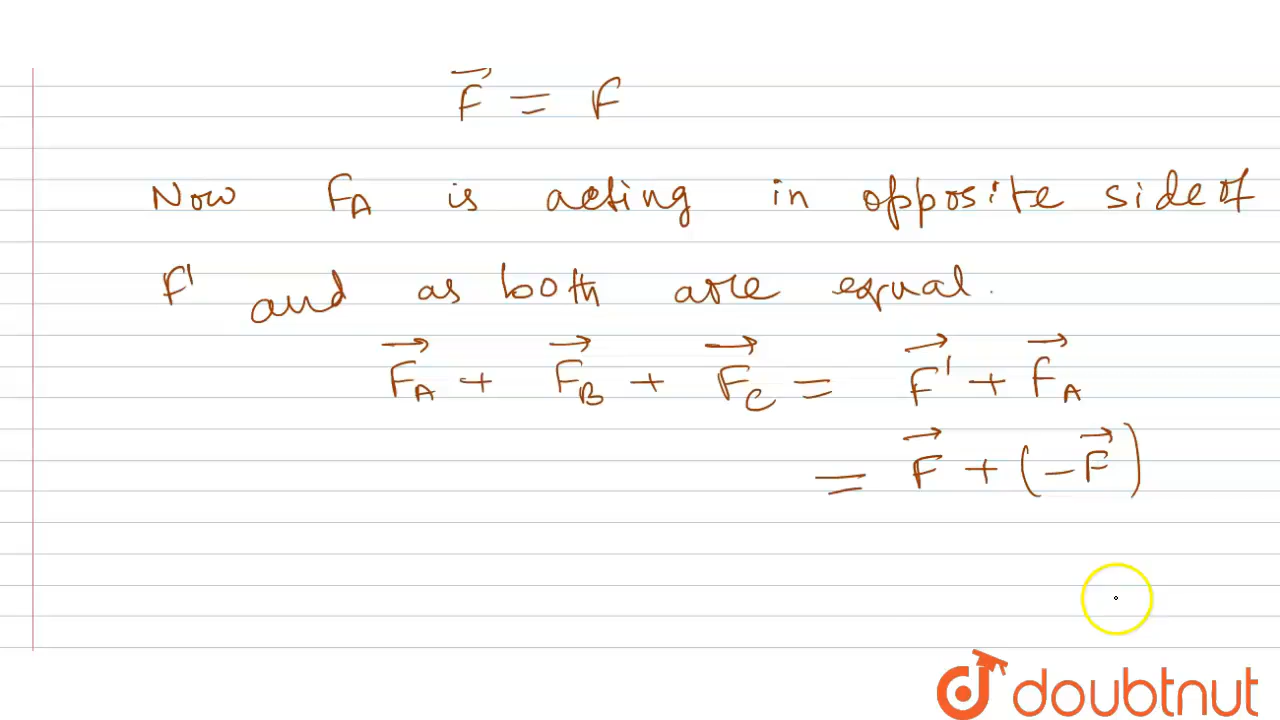 F⃗ = F
Now F_A is acting in opposite side of
F' and as both are equal.
F⃗_A + F⃗_B + F⃗_C = F⃗' + F⃗_A
= F⃗ + (-F⃗)
doubtnut